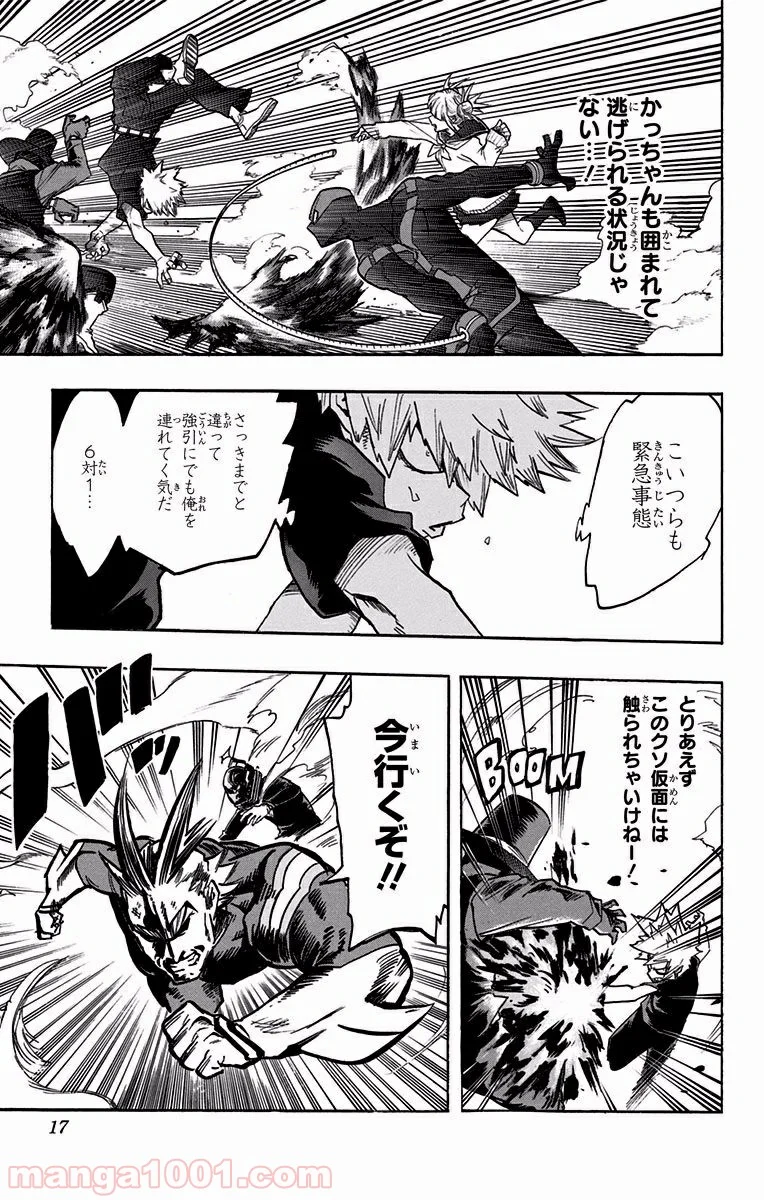 かっちゃんも囲まれて
逃げられる状況じゃ
ない…！
こいつらも
緊急事態
さっきまでと
違って
強引にでも俺を
連れてく気だ
6対1…
とりあえず
このクソ仮面には
触られちゃいけねー！
BOOM
今行くぞ!!
17
manga1001.com